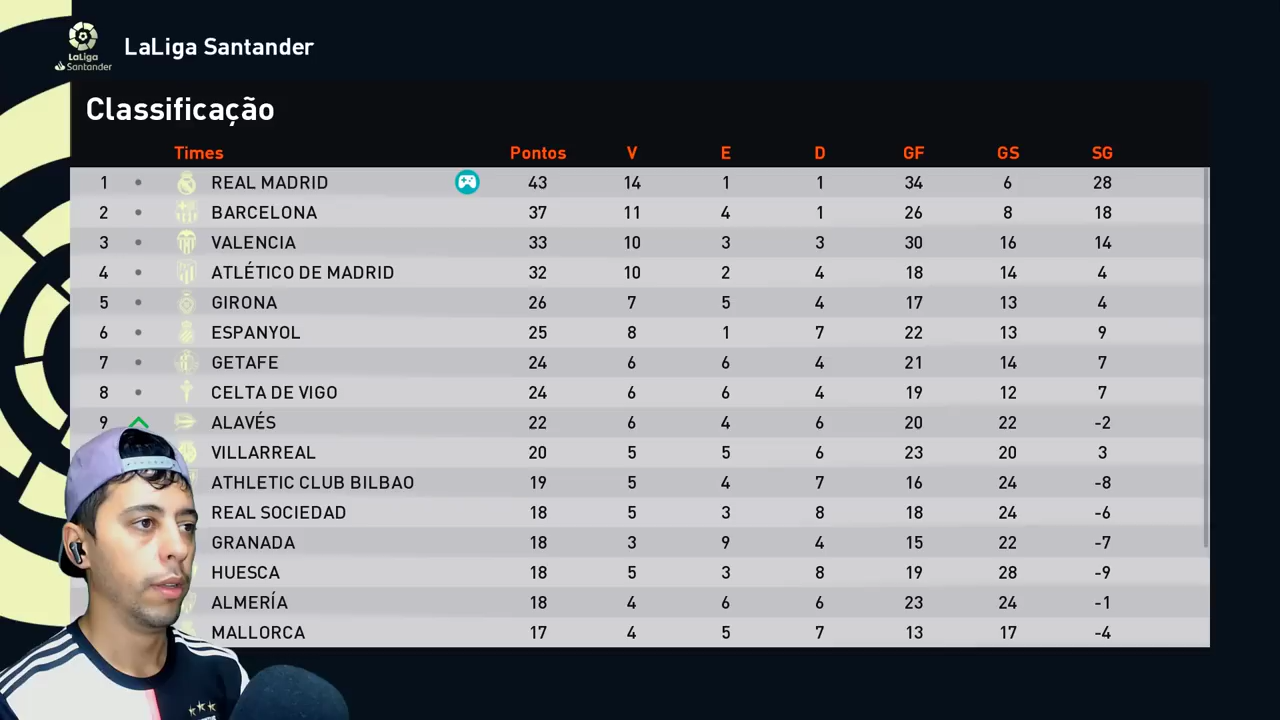 LaLiga Santander
LaLiga
Santander
Classificação
Times Pontos V E D GF GS SG
1 REAL MADRID 43 14 1 1 34 6 28
2 BARCELONA 37 11 4 1 26 8 18
3 VALENCIA 33 10 3 3 30 16 14
4 ATLÉTICO DE MADRID 32 10 2 4 18 14 4
5 GIRONA 26 7 5 4 17 13 4
6 ESPANYOL 25 8 1 7 22 13 9
7 GETAFE 24 6 6 4 21 14 7
8 CELTA DE VIGO 24 6 6 4 19 12 7
9 ALAVÉS 22 6 4 6 20 22 -2
VILLARREAL 20 5 5 6 23 20 3
ATHLETIC CLUB BILBAO 19 5 4 7 16 24 -8
REAL SOCIEDAD 18 5 3 8 18 24 -6
GRANADA 18 3 9 4 15 22 -7
HUESCA 18 5 3 8 19 28 -9
ALMERÍA 18 4 6 6 23 24 -1
MALLORCA 17 4 5 7 13 17 -4